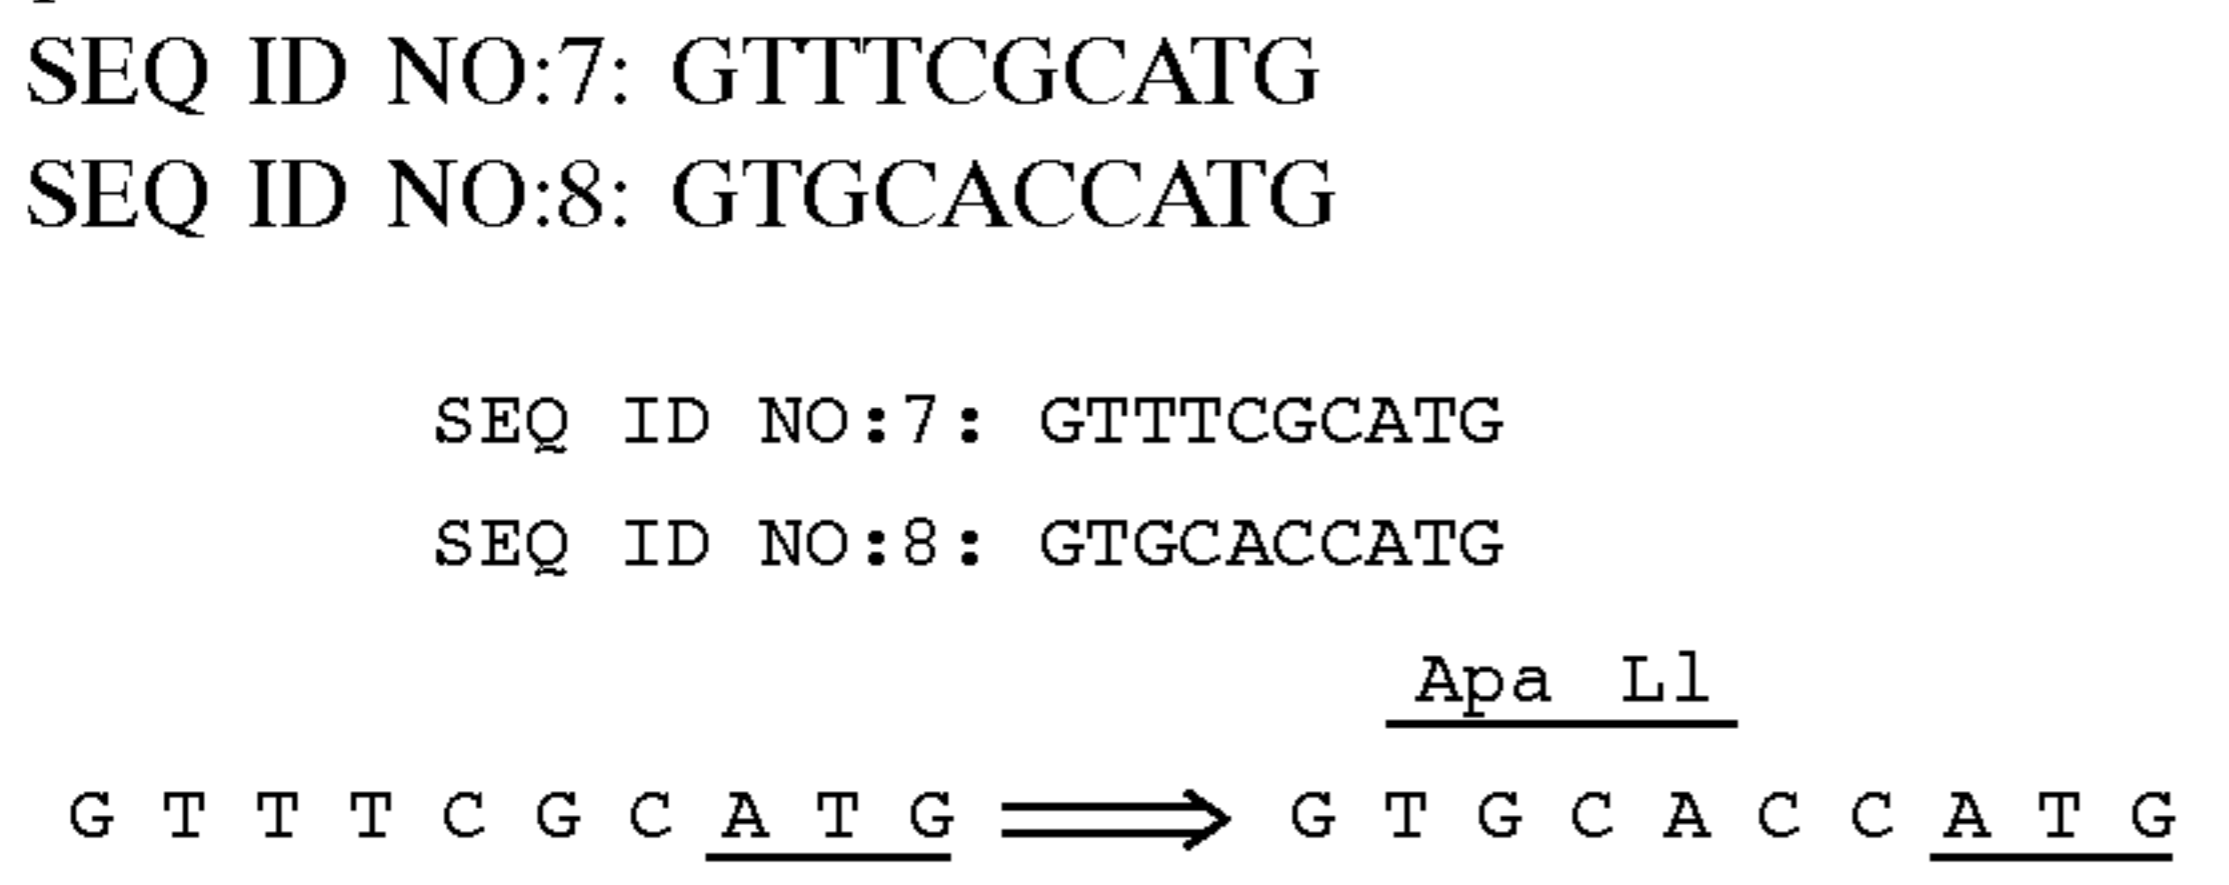 SEQ ID NO:7: GTTTCGCATG
SEQ ID NO:8: GTGCACCATG
SEQ ID NO:7: GTTTCGCATG
SEQ ID NO:8: GTGCACCATG
Apa Ll
G T T T C G C A T G ⟹ G T G C A C C A T G